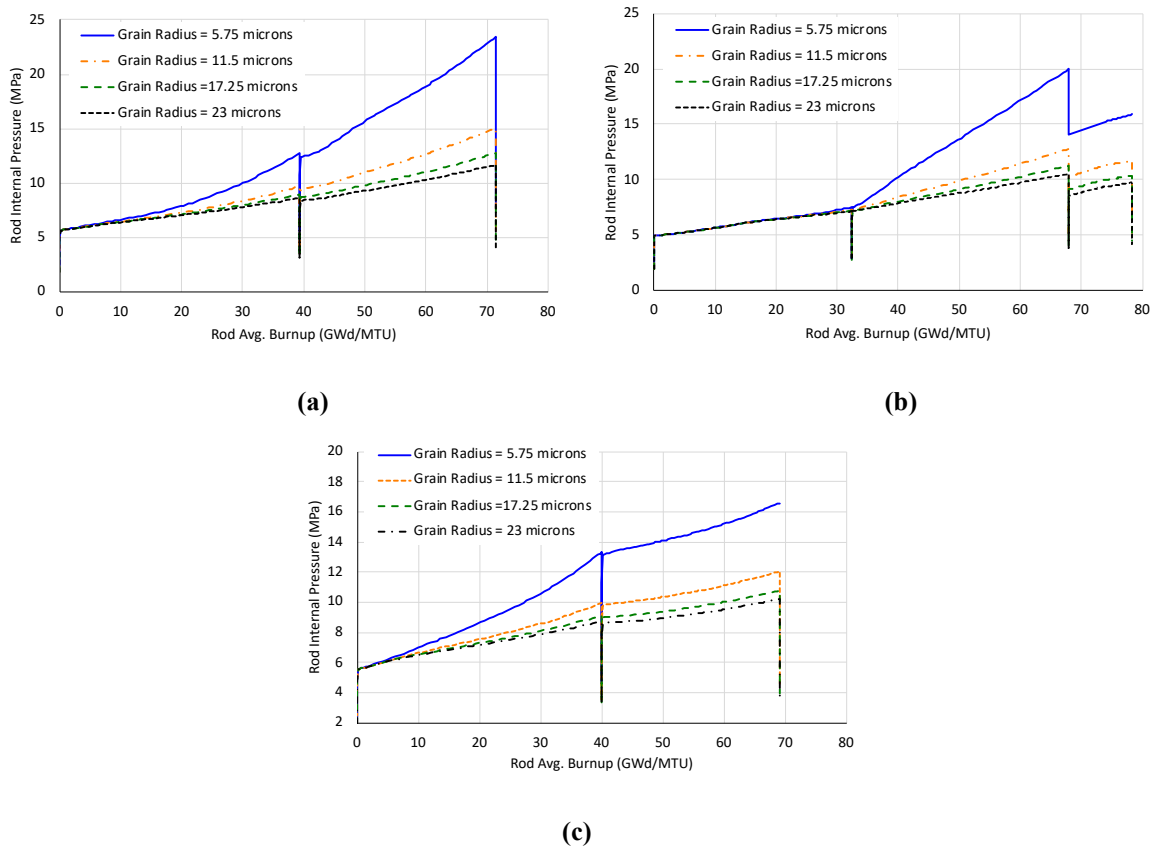 25
20
15
10
5
0
Rod Internal Pressure (MPa)
Grain Radius = 5.75 microns
Grain Radius = 11.5 microns
Grain Radius =17.25 microns
Grain Radius = 23 microns
0 10 20 30 40 50 60 70 80
Rod Avg. Burnup (GWd/MTU)
(a)
25
20
15
10
5
0
Rod Internal Pressure (MPa)
Grain Radius = 5.75 microns
Grain Radius = 11.5 microns
Grain Radius =17.25 microns
Grain Radius = 23 microns
0 10 20 30 40 50 60 70 80
Rod Avg. Burnup (GWd/MTU)
(b)
20
18
16
14
12
10
8
6
4
2
Rod Internal Pressure (MPa)
Grain Radius = 5.75 microns
Grain Radius = 11.5 microns
Grain Radius =17.25 microns
Grain Radius = 23 microns
0 10 20 30 40 50 60 70 80
Rod Avg. Burnup (GWd/MTU)
(c)